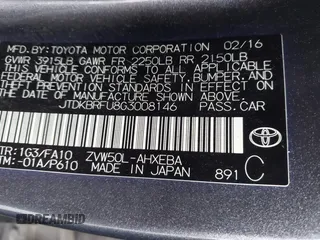 MFD. BY: TOYOTA MOTOR CORPORATION 02/16
GVWR 3915LB GAWR FR 2250LB RR 2150LB
THIS VEHICLE CONFORMS TO ALL APPLICABLE
FEDERAL MOTOR VEHICLE SAFETY, BUMPER, AND
THEFT PREVENTION STANDARDS IN EFFECT ON
THE DATE OF MANUFACTURE SHOWN ABOVE.
JTDKBRFU8G3008146 PASS. CAR
TR: 1G3/FA10 ZVW50L-AHXEBA
TM: -01A/P610 MADE IN JAPAN 891 C
TOYOTA